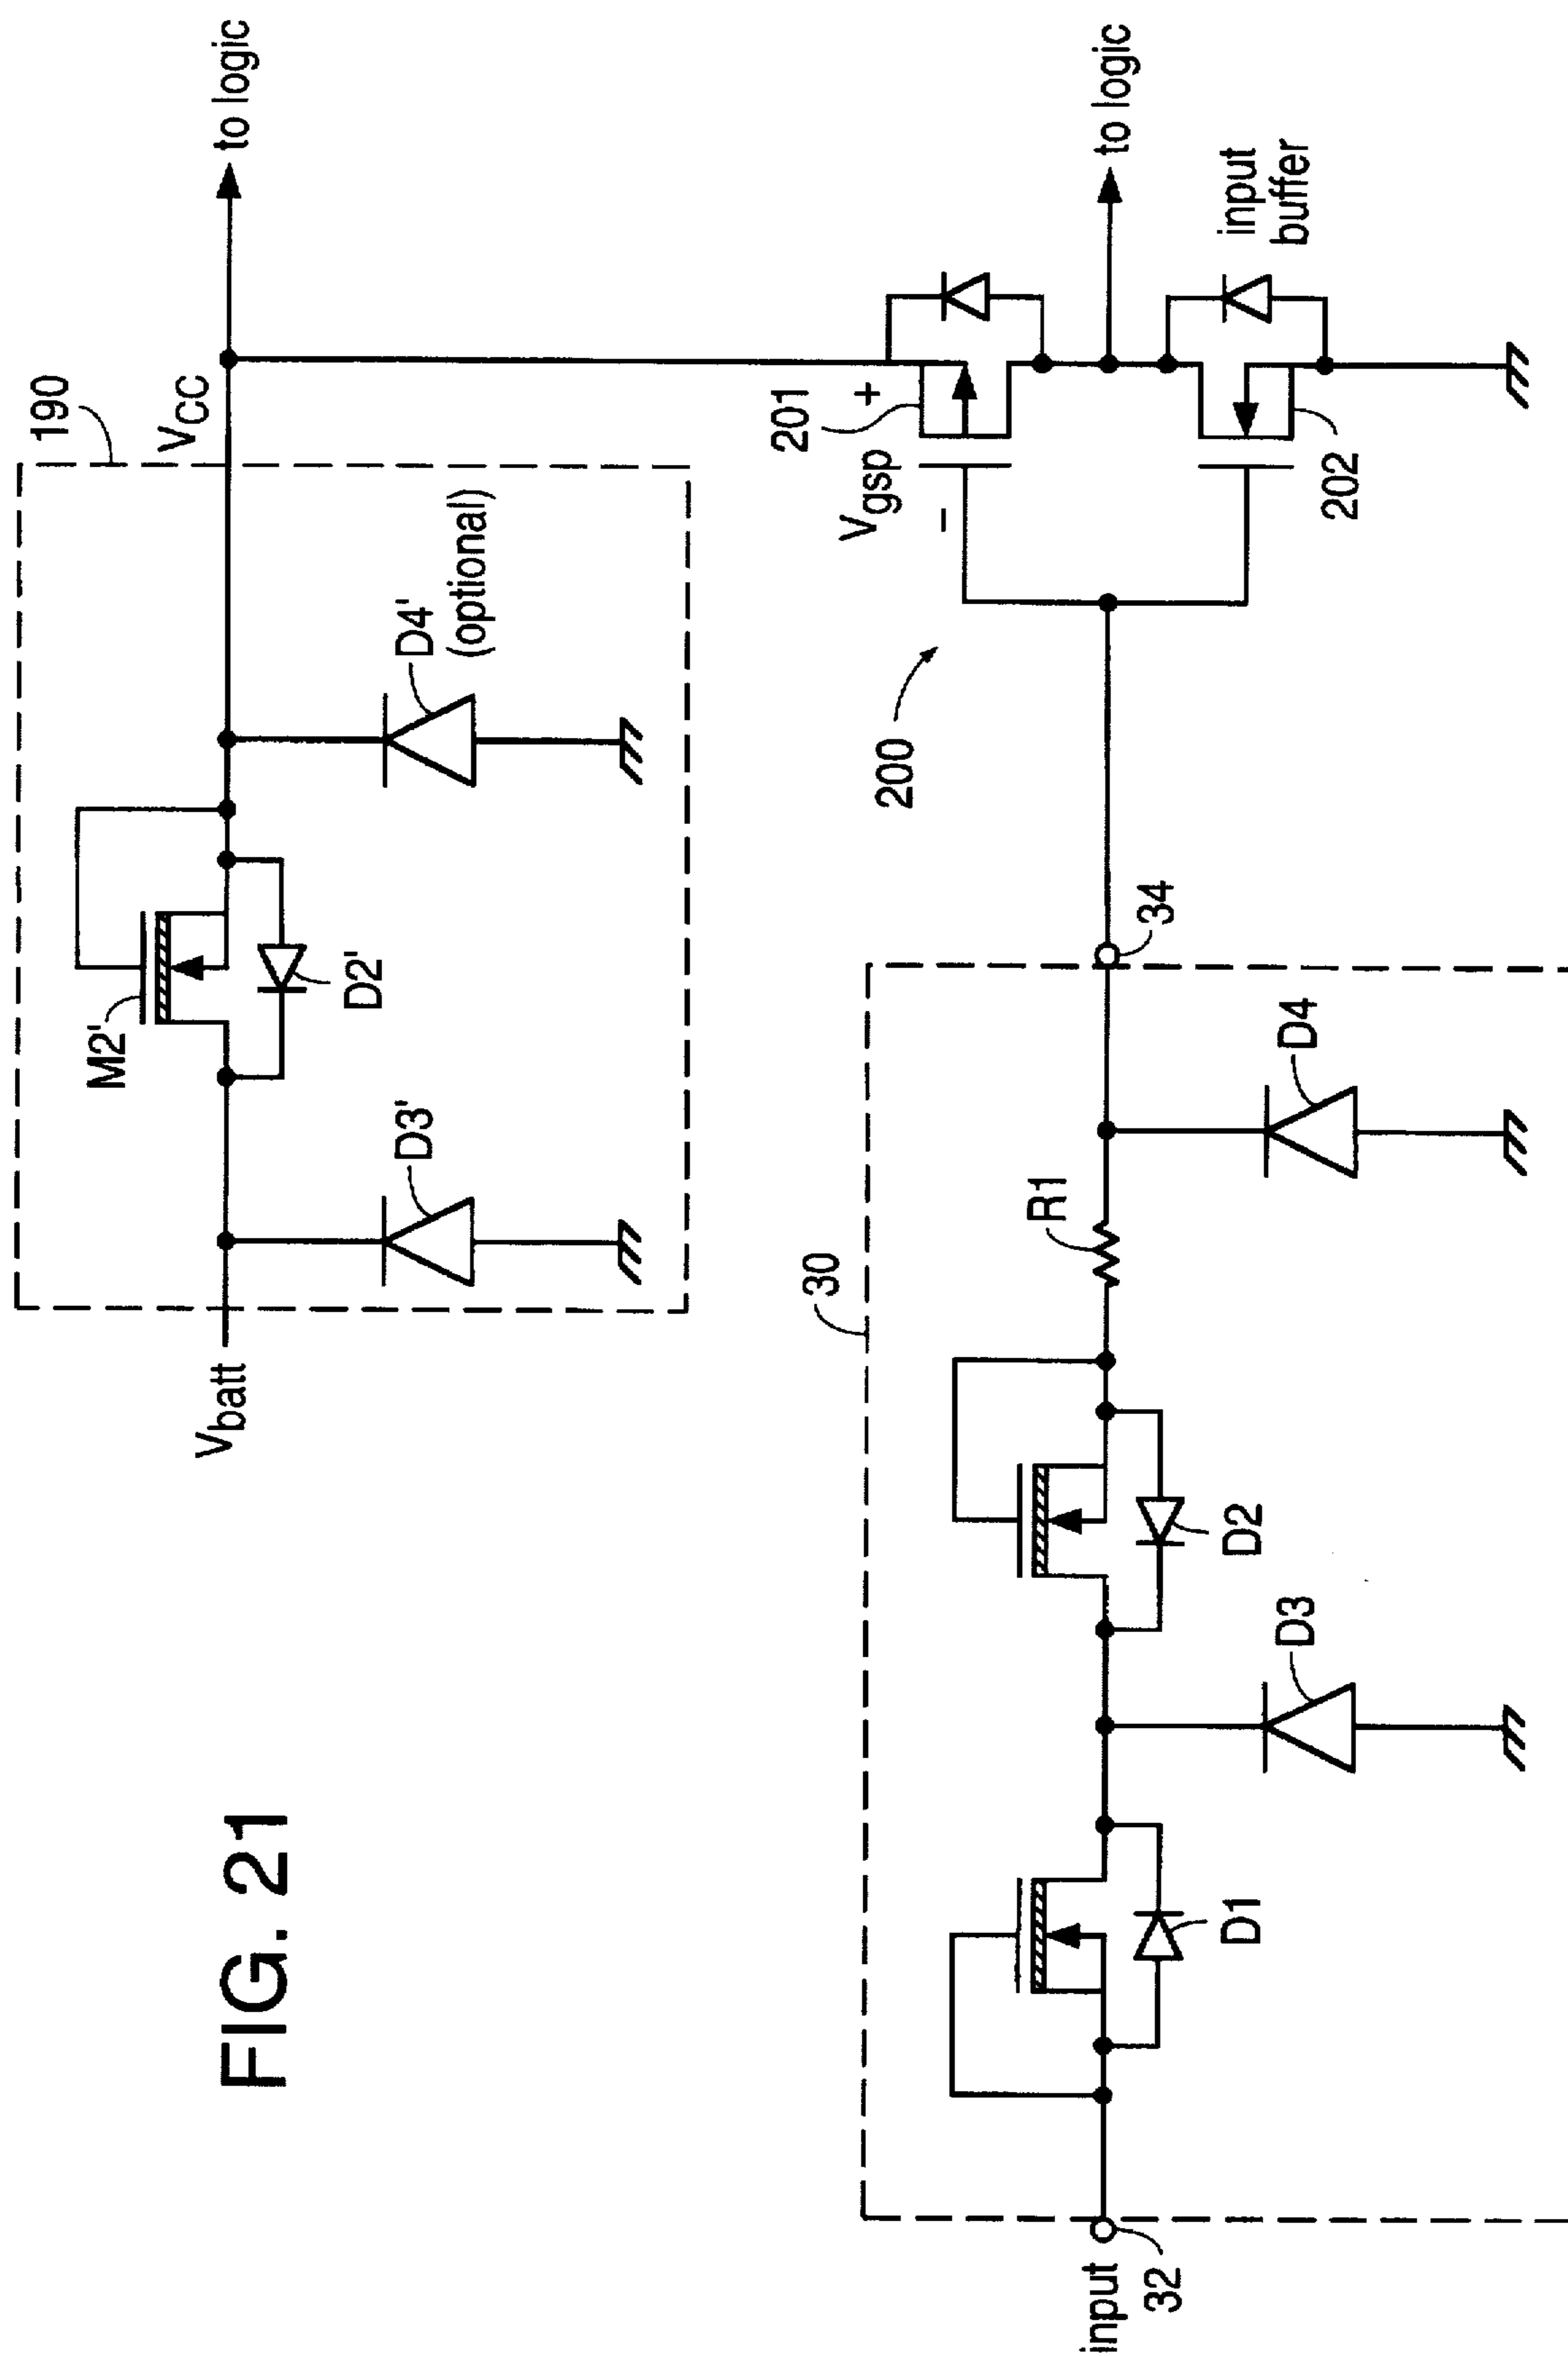 FIG. 21
190
Vbatt
VCC
to logic
M2'
D2'
D3'
D4'
(optional)
30
200
201
Vgsp
+
−
202
to logic
input
buffer
input
32
34
D1
D2
D3
D4
R1